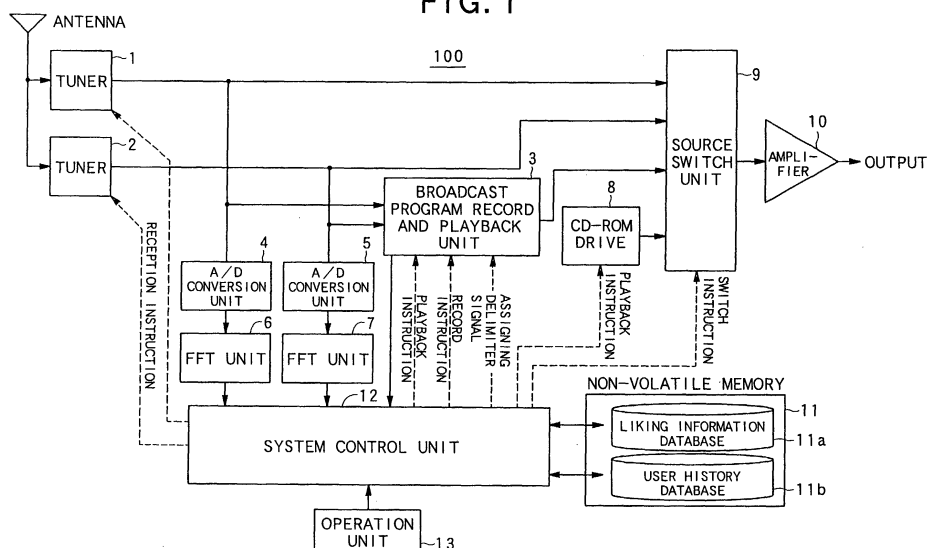 FIG. 1
ANTENNA
1
TUNER
100
9
2
TUNER
SOURCE
SWITCH
UNIT
10
AMPLI-
FIER
OUTPUT
3
BROADCAST
PROGRAM RECORD
AND PLAYBACK
UNIT
8
CD-ROM
DRIVE
RECEPTION INSTRUCTION
4
A/D
CONVERSION
UNIT
5
A/D
CONVERSION
UNIT
PLAYBACK
INSTRUCTION
RECORD
INSTRUCTION
ASSIGNING
DELIMITER
SIGNAL
PLAYBACK
INSTRUCTION
SWITCH
INSTRUCTION
6
FFT UNIT
7
FFT UNIT
12
SYSTEM CONTROL UNIT
NON-VOLATILE MEMORY
11
LIKING INFORMATION
DATABASE
11a
USER HISTORY
DATABASE
11b
OPERATION
UNIT
13